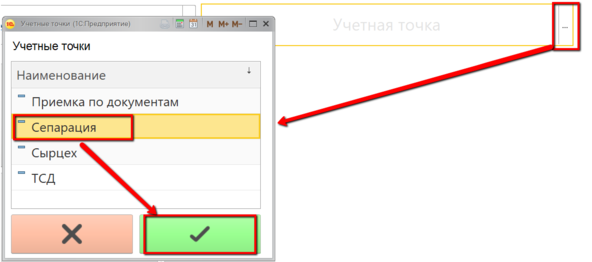 Учетные точки (1С:Предприятие)
M M+ M-
Учетная точка
Учетные точки
Наименование
Приемка по документам
Сепарация
Сырцех
ТСД